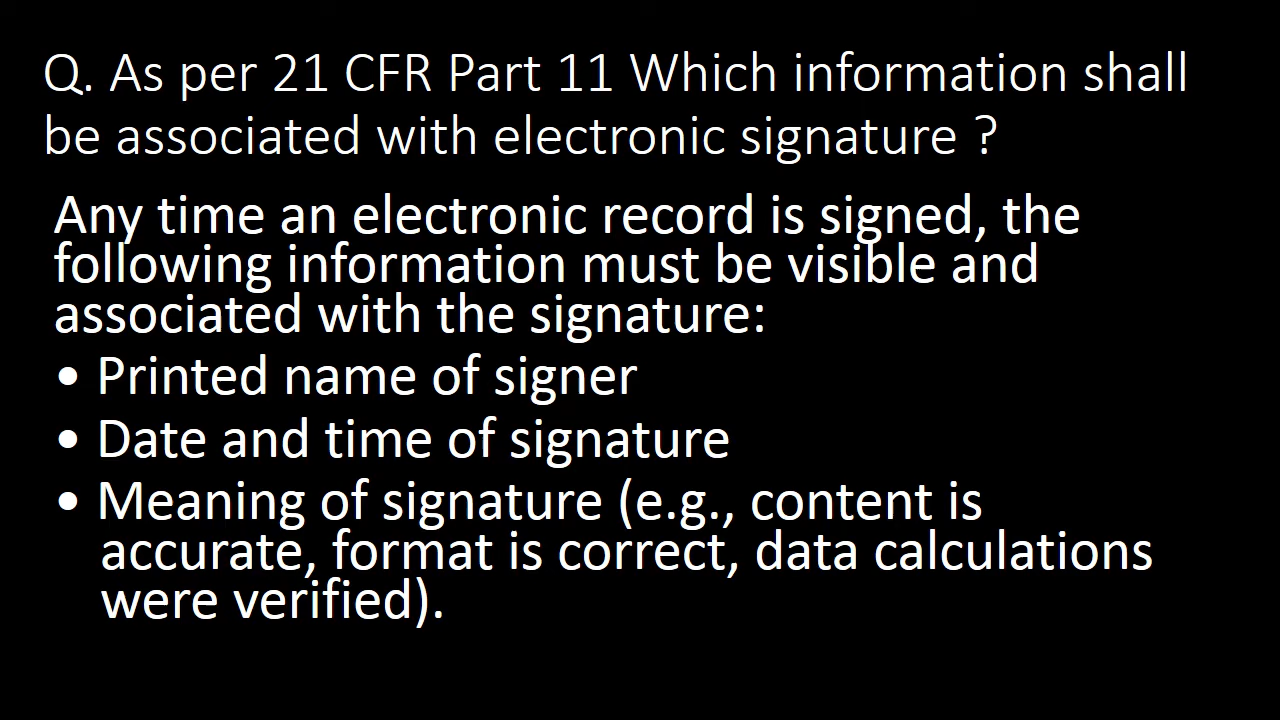 Q. As per 21 CFR Part 11 Which information shall
be associated with electronic signature ?
Any time an electronic record is signed, the
following information must be visible and
associated with the signature:
• Printed name of signer
• Date and time of signature
• Meaning of signature (e.g., content is
accurate, format is correct, data calculations
were verified).